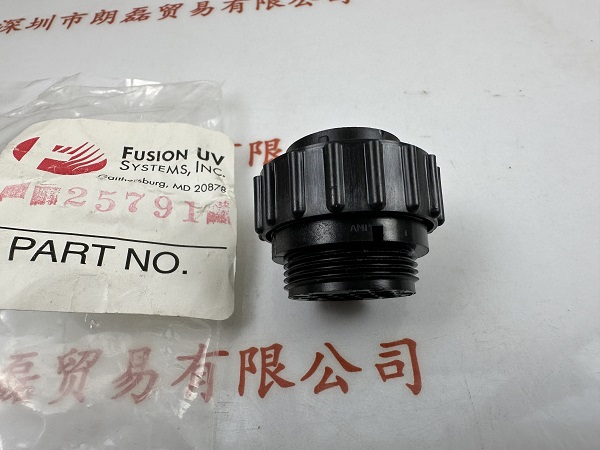 深圳市朗磊贸易有限公司
有限
FUSION UV
SYSTEMS, INC.
Gaithersburg, MD 20878
25791
PART NO.
磊贸易有限公司